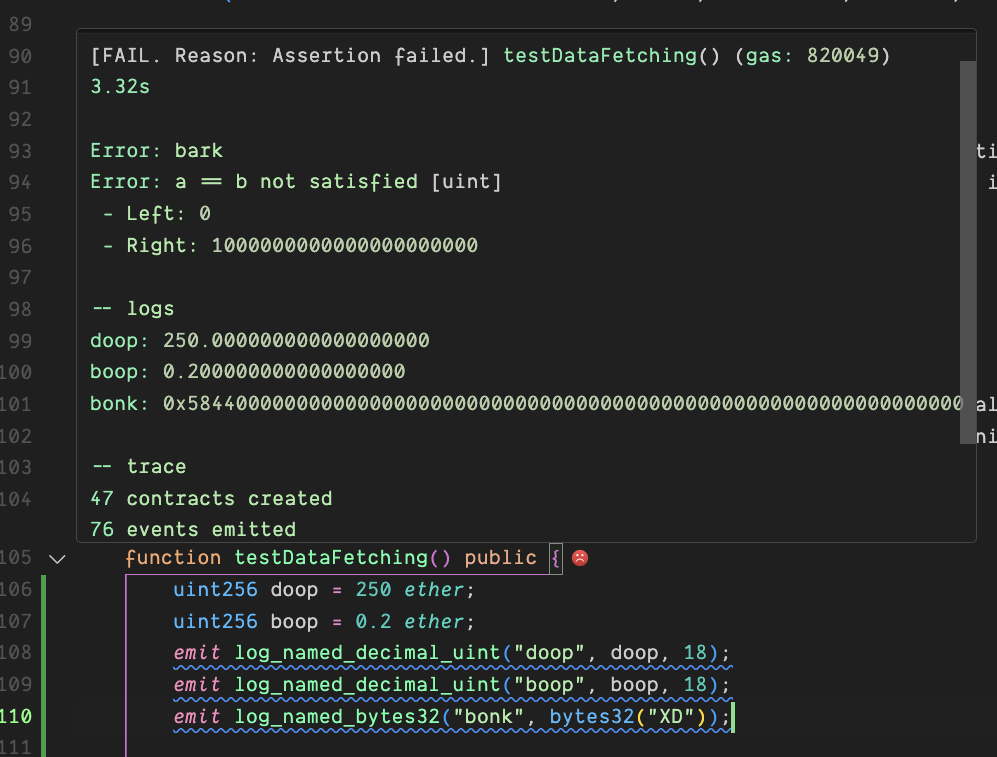 89
90 [FAIL. Reason: Assertion failed.] testDataFetching() (gas: 820049)
91 3.32s
92
93 Error: bark
94 Error: a == b not satisfied [uint]
95 - Left: 0
96 - Right: 1000000000000000000000
97
98 -- logs
99 doop: 250.000000000000000000
100 boop: 0.200000000000000000
101 bonk: 0x5844000000000000000000000000000000000000000000000000000000000000
102
103 -- trace
104 47 contracts created
76 events emitted
105 function testDataFetching() public {
106 uint256 doop = 250 ether;
107 uint256 boop = 0.2 ether;
108 emit log_named_decimal_uint("doop", doop, 18);
109 emit log_named_decimal_uint("boop", boop, 18);
110 emit log_named_bytes32("bonk", bytes32("XD"));
111